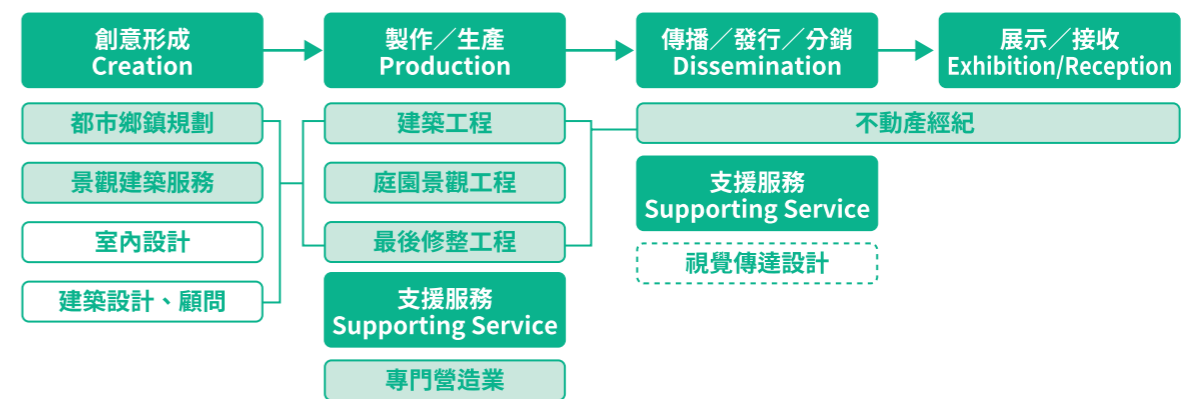 創意形成
Creation
製作／生產
Production
傳播／發行／分銷
Dissemination
展示／接收
Exhibition/Reception
都市鄉鎮規劃
景觀建築服務
室內設計
建築設計、顧問
建築工程
庭園景觀工程
最後修整工程
支援服務
Supporting Service
專門營造業
不動產經紀
支援服務
Supporting Service
視覺傳達設計